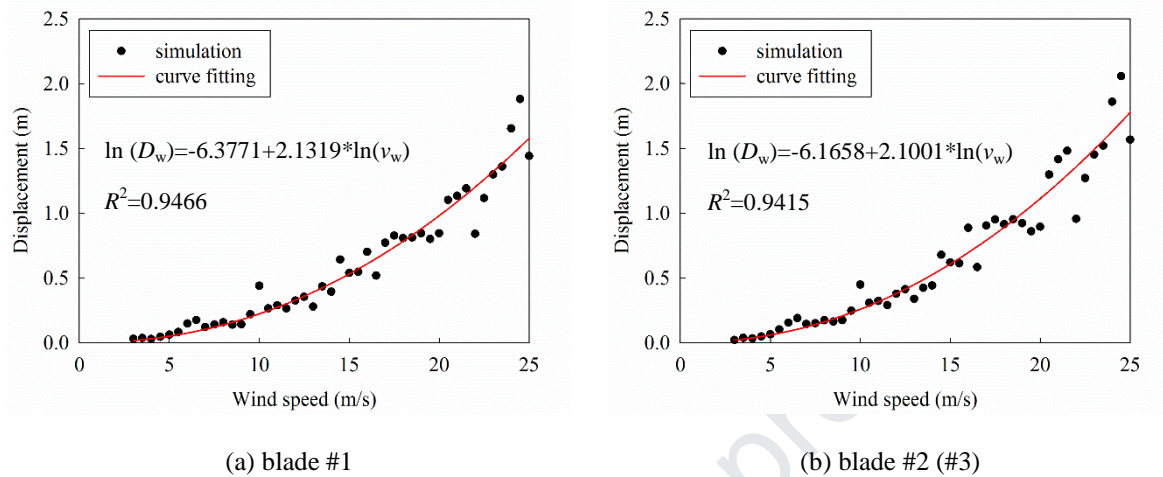 2.5
2.0
1.5
1.0
0.5
0.0
Displacement (m)
simulation
curve fitting
ln (Dw)=-6.3771+2.1319*ln(vw)
R²=0.9466
0 5 10 15 20 25
Wind speed (m/s)
(a) blade #1
2.5
2.0
1.5
1.0
0.5
0.0
Displacement (m)
simulation
curve fitting
ln (Dw)=-6.1658+2.1001*ln(vw)
R²=0.9415
0 5 10 15 20 25
Wind speed (m/s)
(b) blade #2 (#3)